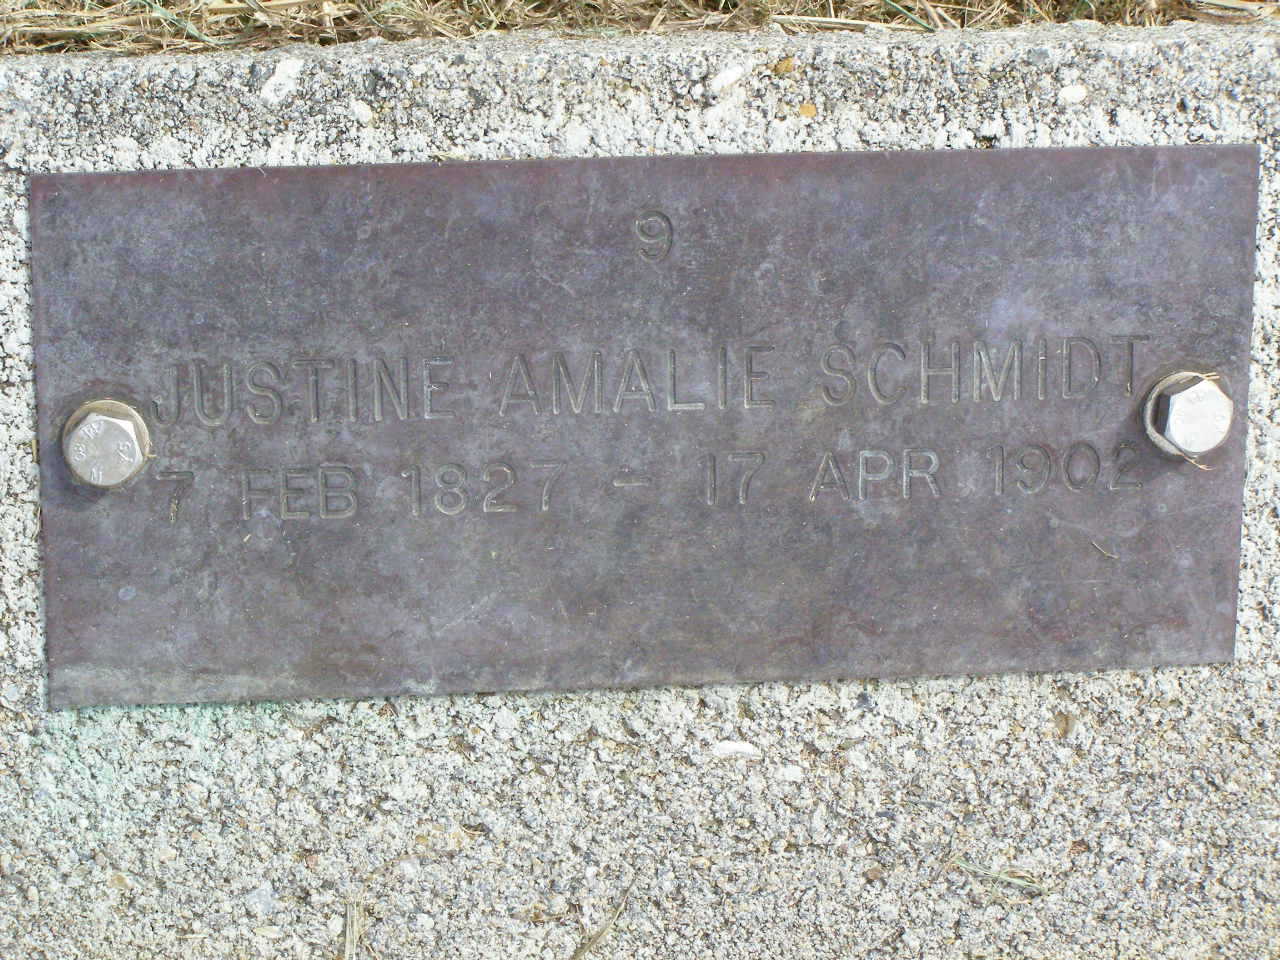 9
JUSTINE AMALIE SCHMIDT
7 FEB 1827 - 17 APR 1902